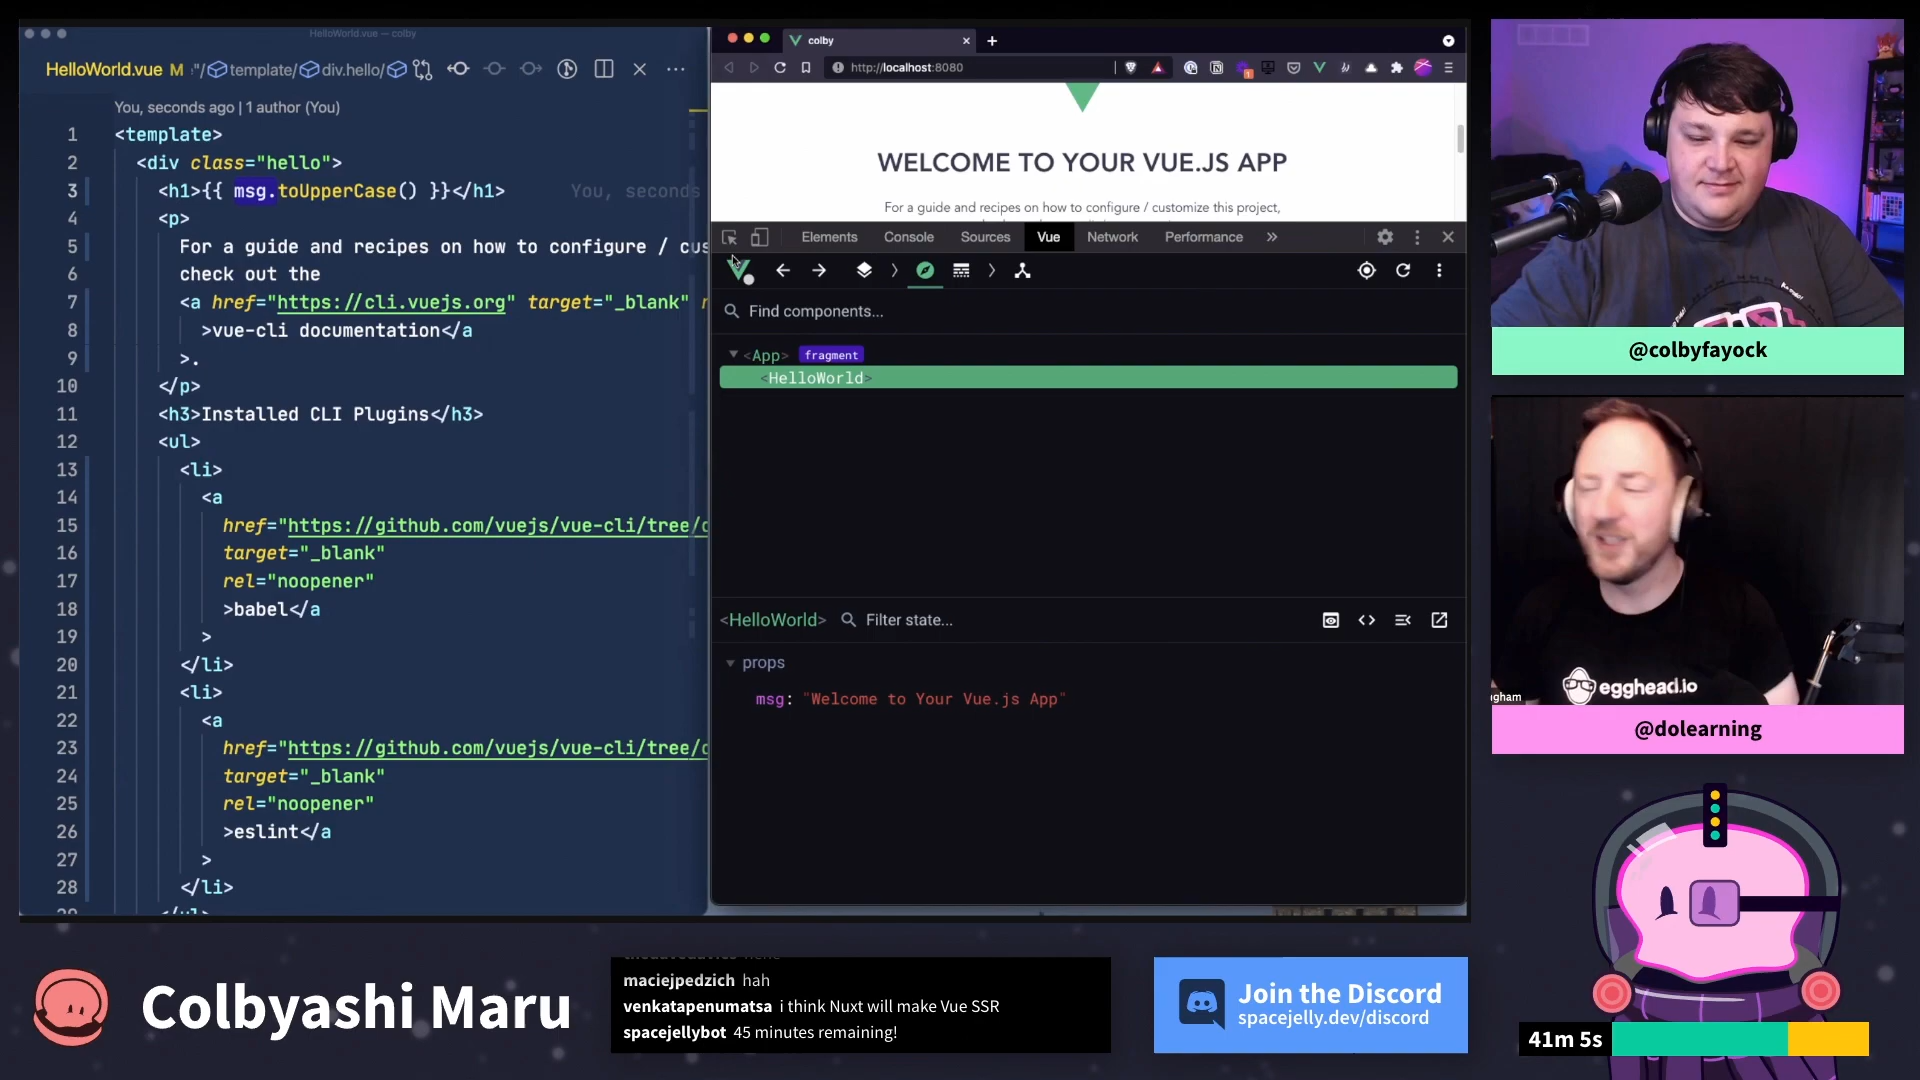 HelloWorld.vue — colby
HelloWorld.vue M "/ template/ div.hello/
You, seconds ago | 1 author (You)
1 <template>
2 <div class="hello">
3 <h1>{{ msg.toUpperCase() }}</h1> You, seconds
4 <p>
5 For a guide and recipes on how to configure / cus
6 check out the
7 <a href="https://cli.vuejs.org" target="_blank" r
8 >vue-cli documentation</a
9 >.
10 </p>
11 <h3>Installed CLI Plugins</h3>
12 <ul>
13 <li>
14 <a
15 href="https://github.com/vuejs/vue-cli/tree/d
16 target="_blank"
17 rel="noopener"
18 >babel</a
19 >
20 </li>
21 <li>
22 <a
23 href="https://github.com/vuejs/vue-cli/tree/d
24 target="_blank"
25 rel="noopener"
26 >eslint</a
27 >
28 </li>
colby
http://localhost:8080
WELCOME TO YOUR VUE.JS APP
For a guide and recipes on how to configure / customize this project,
Elements Console Sources Vue Network Performance »
Find components...
<App> fragment
<HelloWorld>
<HelloWorld> Filter state...
props
msg: "Welcome to Your Vue.js App"
@colbyfayock
egghead.io
ngham
@dolearning
Colbyashi Maru
maciejpedzich hah
venkatapenumatsa i think Nuxt will make Vue SSR
spacejellybot 45 minutes remaining!
Join the Discord
spacejelly.dev/discord
41m 5s